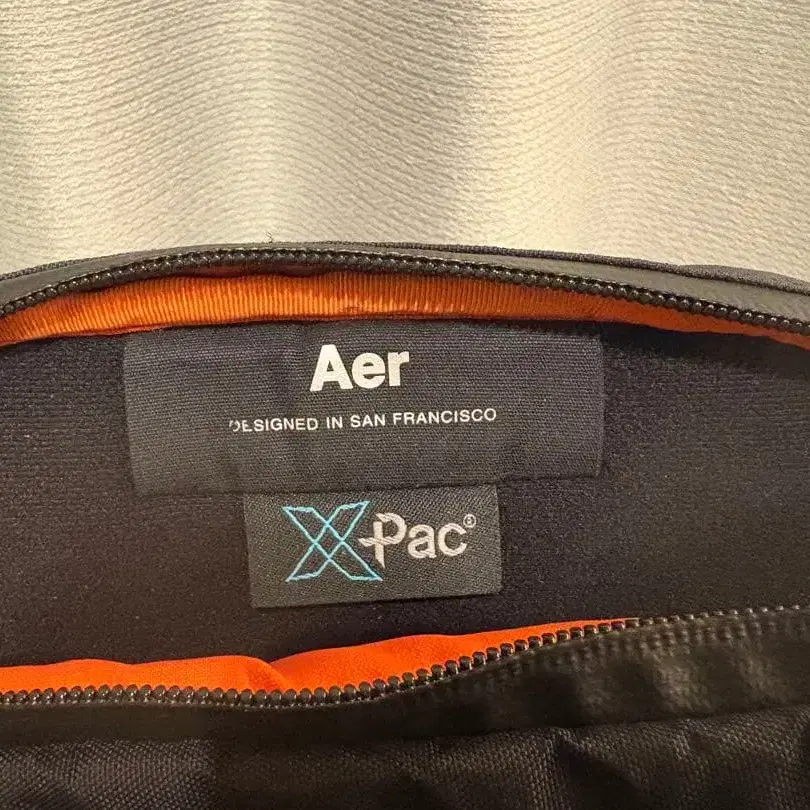 Aer
DESIGNED IN SAN FRANCISCO
X-Pac®